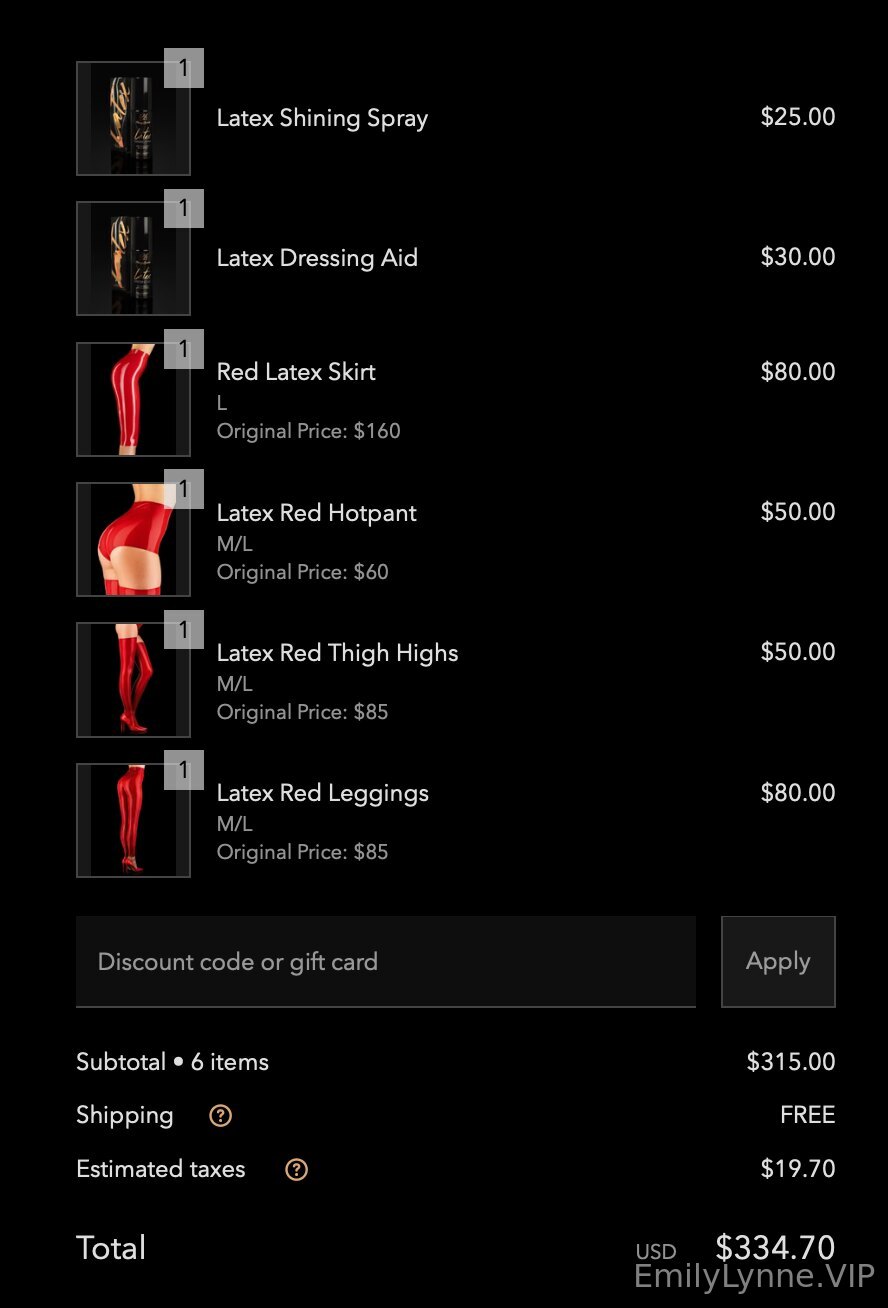 1
Latex Shining Spray $25.00
1
Latex Dressing Aid $30.00
1
Red Latex Skirt $80.00
L
Original Price: $160
1
Latex Red Hotpant $50.00
M/L
Original Price: $60
1
Latex Red Thigh Highs $50.00
M/L
Original Price: $85
1
Latex Red Leggings $80.00
M/L
Original Price: $85
Discount code or gift card Apply
Subtotal • 6 items $315.00
Shipping ? FREE
Estimated taxes ? $19.70
Total USD $334.70
EmilyLynne.VIP